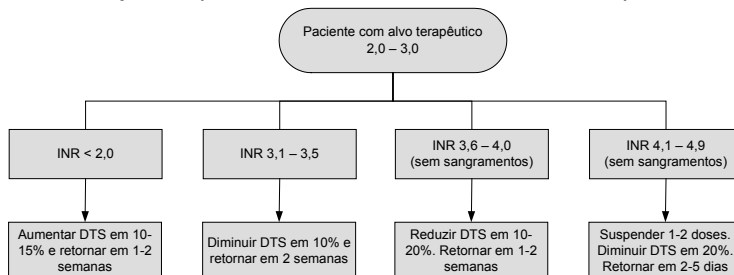 Paciente com alvo terapêutico
2,0 – 3,0
INR < 2,0
INR 3,1 – 3,5
INR 3,6 – 4,0
(sem sangramentos)
INR 4,1 – 4,9
(sem sangramentos)
Aumentar DTS em 10-
15% e retornar em 1-2
semanas
Diminuir DTS em 10% e
retornar em 2 semanas
Reduzir DTS em 10-
20%. Retornar em 1-2
semanas
Suspender 1-2 doses.
Diminuir DTS em 20%.
Retornar em 2-5 dias